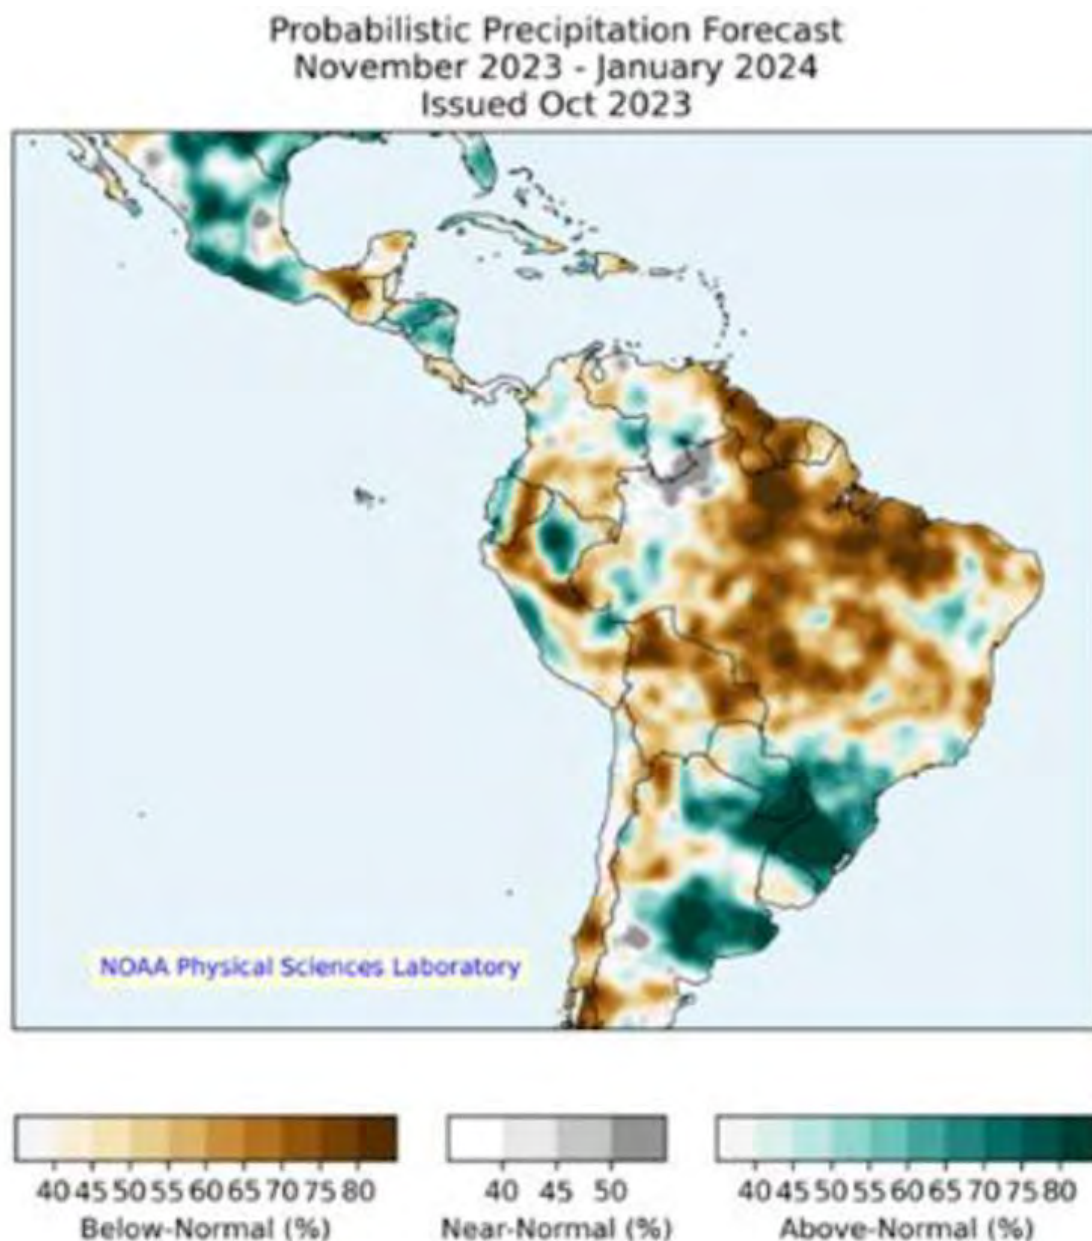 Probabilistic Precipitation Forecast
November 2023 - January 2024
Issued Oct 2023
NOAA Physical Sciences Laboratory
40 45 50 55 60 65 70 75 80
Below-Normal (%)
40 45 50
Near-Normal (%)
40 45 50 55 60 65 70 75 80
Above-Normal (%)